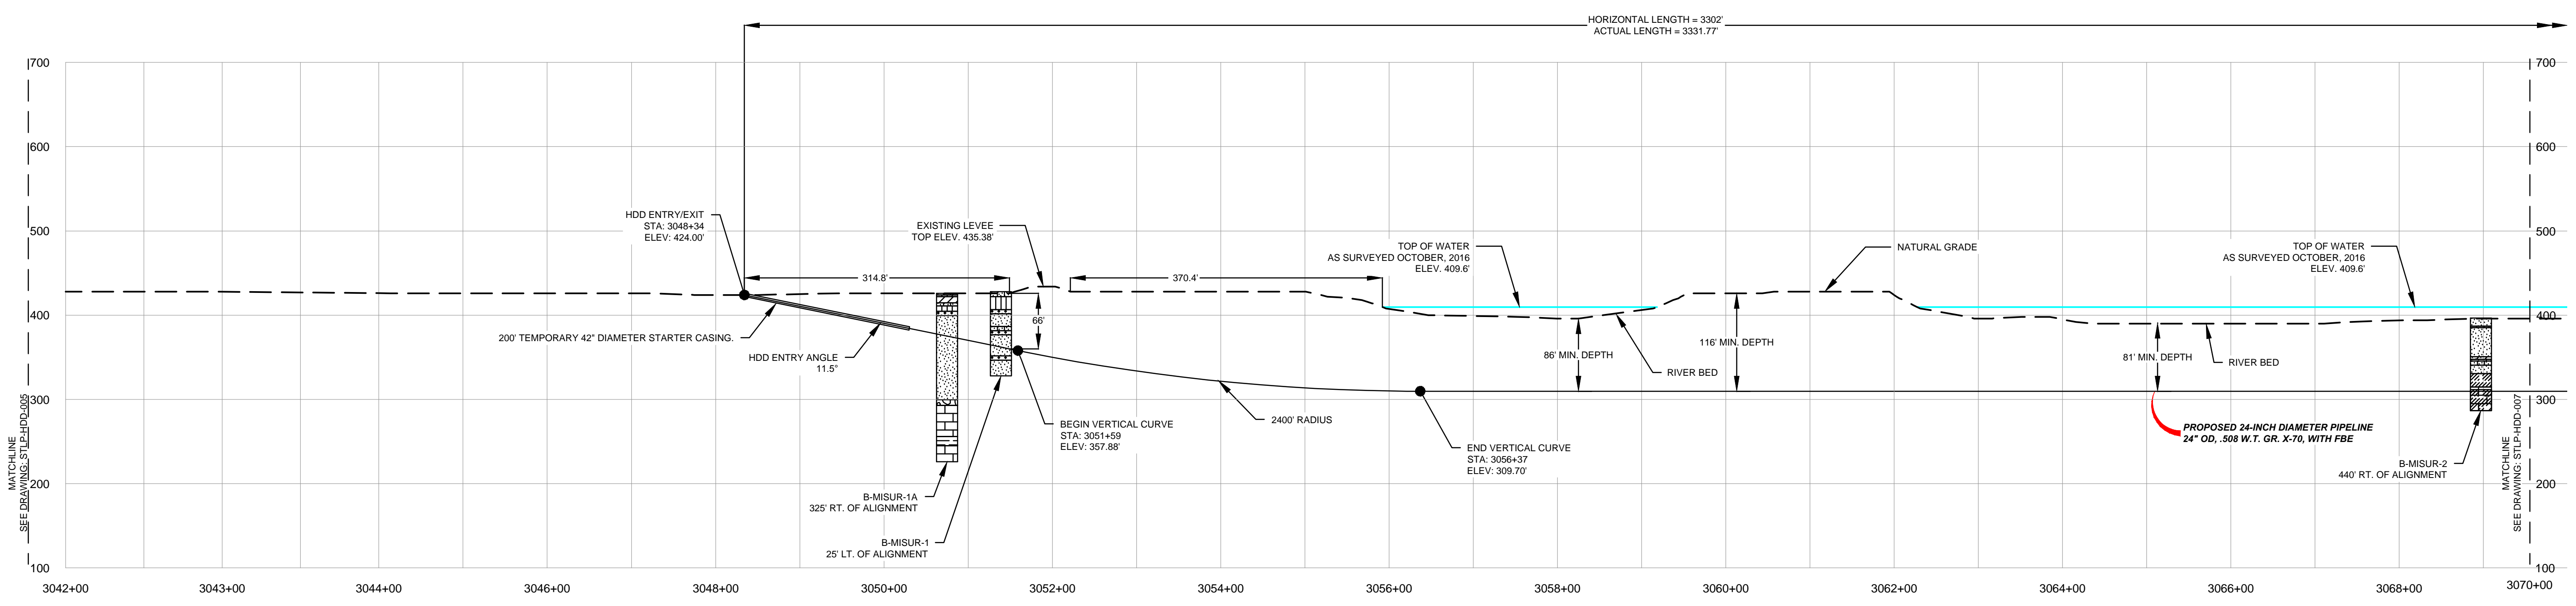 HORIZONTAL LENGTH = 3302'
ACTUAL LENGTH = 3331.77'
700
700
600
600
500
500
400
400
300
300
200
200
100
100
HDD ENTRY/EXIT
STA: 3048+34
ELEV: 424.00'
EXISTING LEVEE
TOP ELEV. 435.38'
TOP OF WATER
AS SURVEYED OCTOBER, 2016
ELEV. 409.6'
NATURAL GRADE
TOP OF WATER
AS SURVEYED OCTOBER, 2016
ELEV. 409.6'
314.8'
370.4'
66'
200' TEMPORARY 42" DIAMETER STARTER CASING.
HDD ENTRY ANGLE
11.5°
86' MIN. DEPTH
116' MIN. DEPTH
81' MIN. DEPTH
RIVER BED
RIVER BED
2400' RADIUS
BEGIN VERTICAL CURVE
STA: 3051+59
ELEV: 357.88'
END VERTICAL CURVE
STA: 3056+37
ELEV: 309.70'
PROPOSED 24-INCH DIAMETER PIPELINE
24" OD, .508 W.T. GR. X-70, WITH FBE
B-MISUR-1A
325' RT. OF ALIGNMENT
B-MISUR-1
25' LT. OF ALIGNMENT
B-MISUR-2
440' RT. OF ALIGNMENT
MATCHLINE
SEE DRAWING: STLP-HDD-005
MATCHLINE
SEE DRAWING: STLP-HDD-007
3042+00
3043+00
3044+00
3046+00
3048+00
3050+00
3052+00
3054+00
3056+00
3058+00
3060+00
3062+00
3064+00
3066+00
3068+00
3070+00